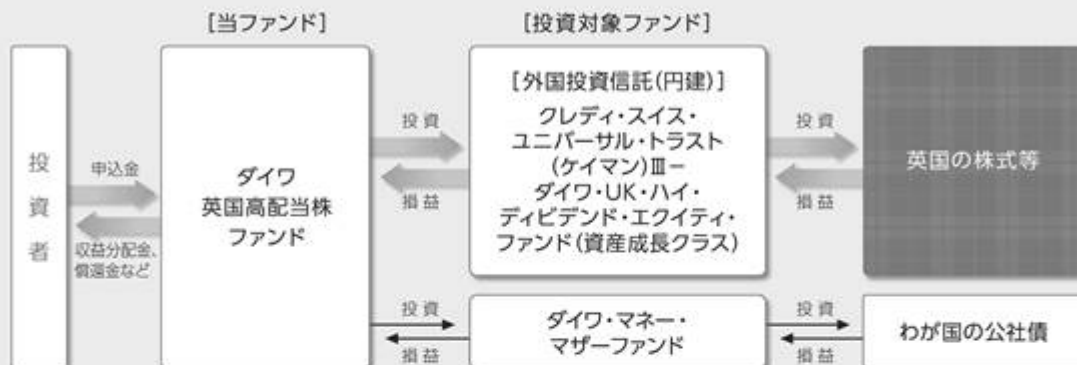 [当ファンド]
[投資対象ファンド]
投資者
申込金
収益分配金、
償還金など
ダイワ
英国高配当株
ファンド
投資
損益
[外国投資信託(円建)]
クレディ・スイス・
ユニバーサル・トラスト
(ケイマン)Ⅲ－
ダイワ・UK・ハイ・
ディビデンド・エクイティ・
ファンド(資産成長クラス)
投資
損益
英国の株式等
投資
損益
ダイワ・マネー・
マザーファンド
投資
損益
わが国の公社債